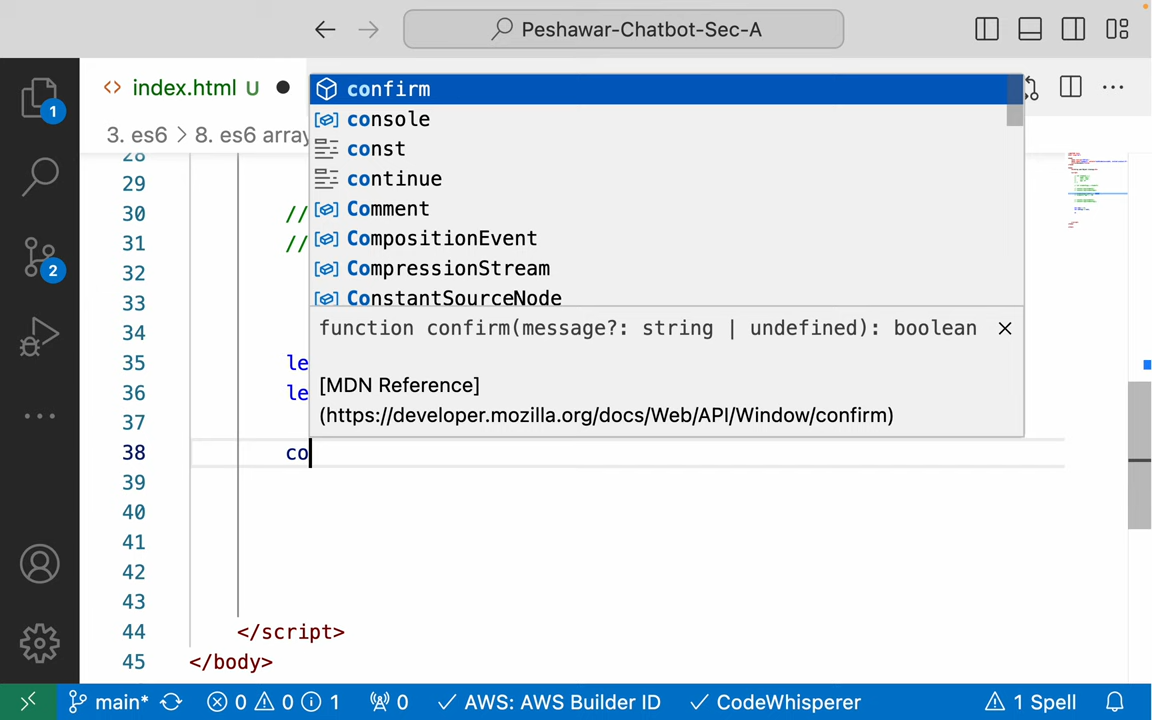 Peshawar-Chatbot-Sec-A
index.html U
3. es6 > 8. es6 array
confirm
console
const
continue
Comment
CompositionEvent
CompressionStream
ConstantSourceNode
function confirm(message?: string | undefined): boolean
[MDN Reference]
(https://developer.mozilla.org/docs/Web/API/Window/confirm)
28
29
30 //
31 //
32
33
34
35 le
36 le
37
38 co
39
40
41
42
43
44 </script>
45 </body>
1
2
main* 0 0 1 0 AWS: AWS Builder ID CodeWhisperer 1 Spell